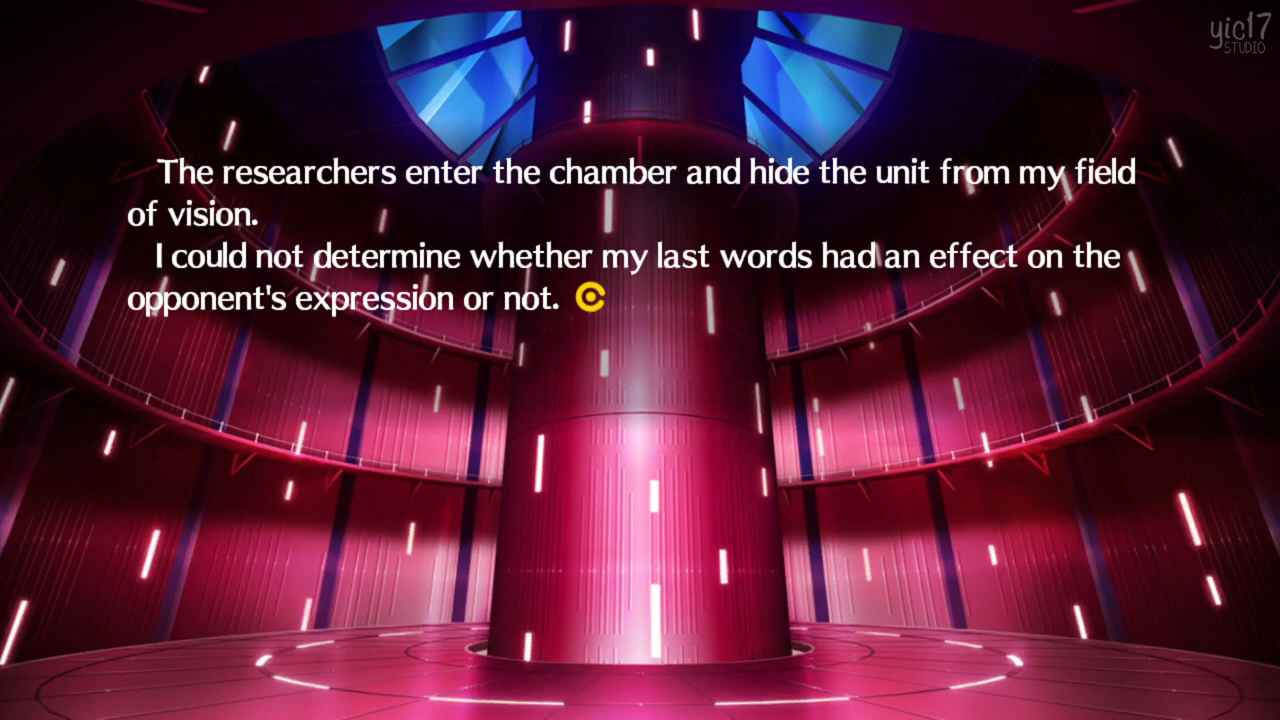 yic17
STUDIO
The researchers enter the chamber and hide the unit from my field
of vision.
I could not determine whether my last words had an effect on the
opponent's expression or not.